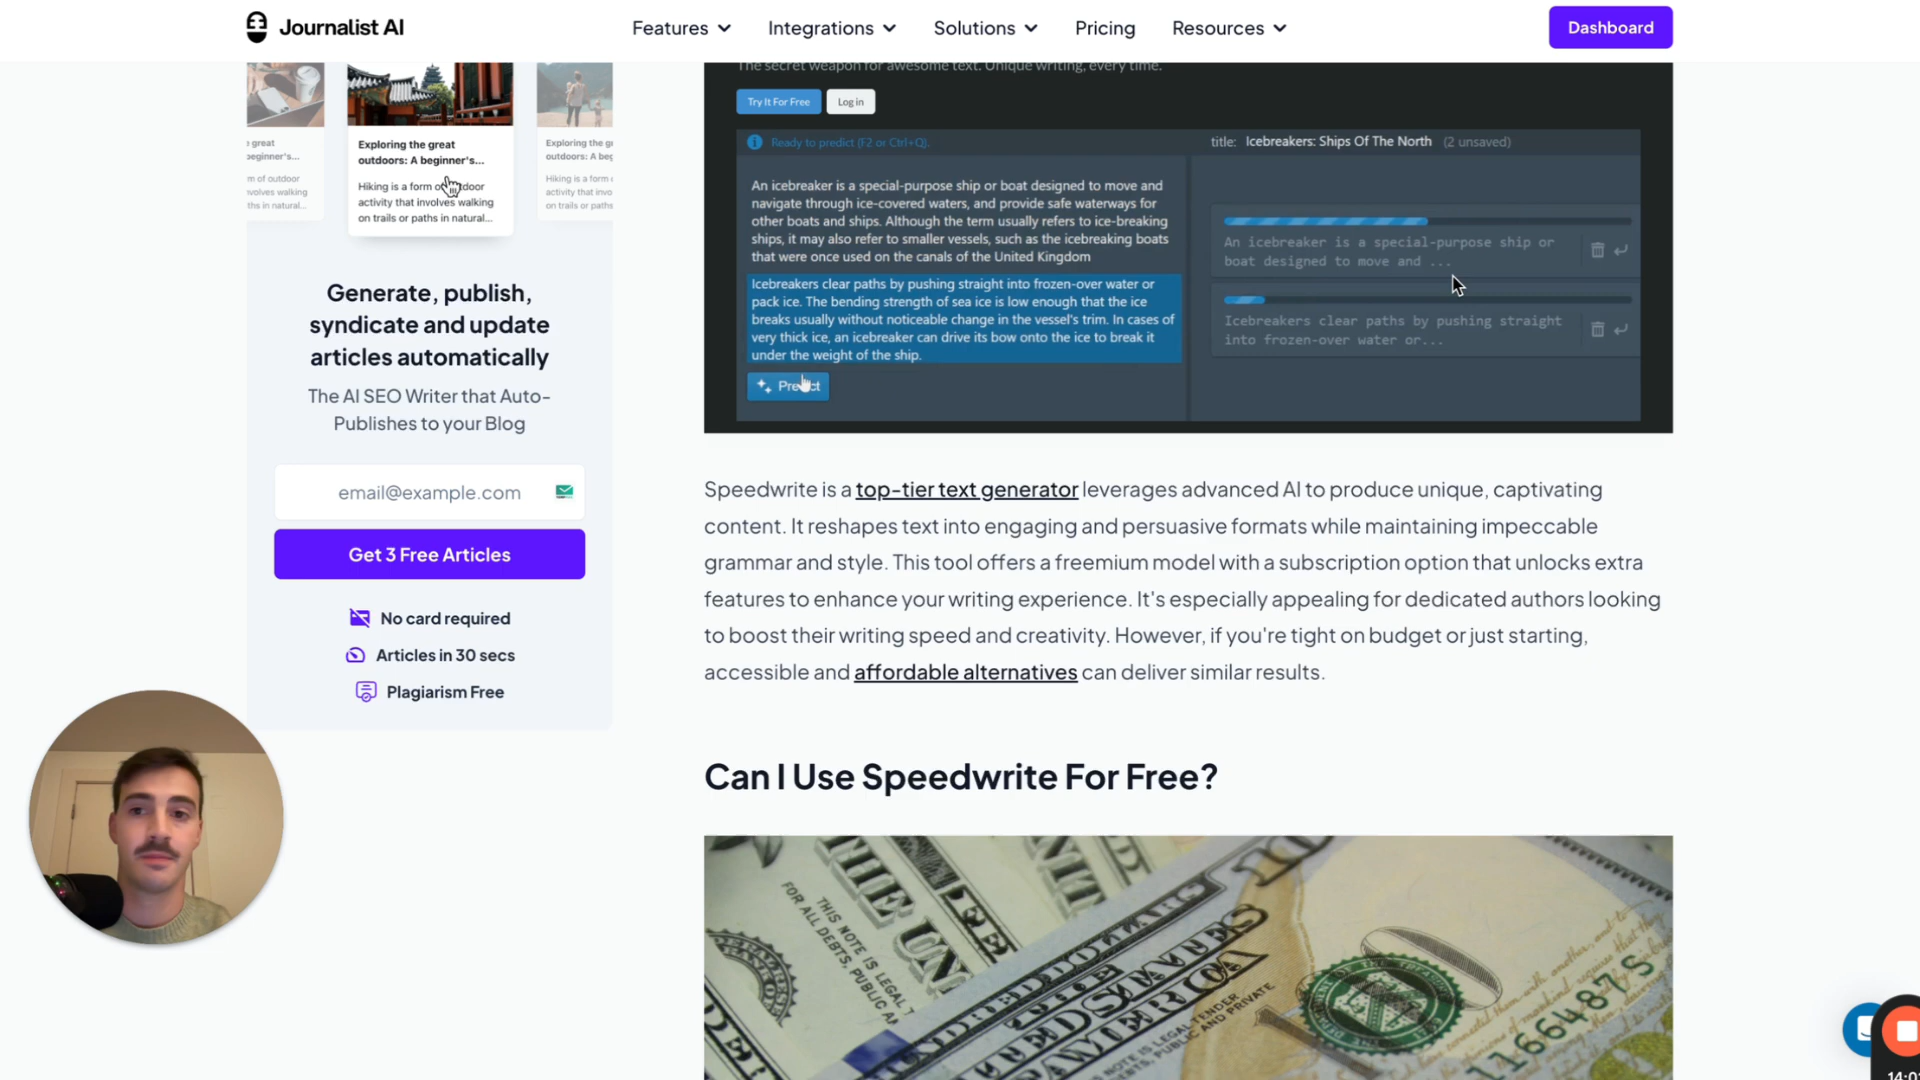 Journalist AI
Features
Integrations
Solutions
Pricing
Resources
Dashboard
great
beginner's...
m of outdoor
nvolves walking
ths in natural...
Exploring the great
outdoors: A beginner's...
Hiking is a form of outdoor
activity that involves walking
on trails or paths in natural...
Exploring the g
outdoors: A beg
Hiking is a form
activity that invo
on trails or paths
Generate, publish,
syndicate and update
articles automatically
The AI SEO Writer that Auto-
Publishes to your Blog
email@example.com
Get 3 Free Articles
No card required
Articles in 30 secs
Plagiarism Free
The secret weapon for awesome text. Unique writing, every time.
Try It For Free
Log in
Ready to predict (F2 or Ctrl+Q).
title: Icebreakers: Ships Of The North (2 unsaved)
An icebreaker is a special-purpose ship or boat designed to move and
navigate through ice-covered waters, and provide safe waterways for
other boats and ships. Although the term usually refers to ice-breaking
ships, it may also refer to smaller vessels, such as the icebreaking boats
that were once used on the canals of the United Kingdom
Icebreakers clear paths by pushing straight into frozen-over water or
pack ice. The bending strength of sea ice is low enough that the ice
breaks usually without noticeable change in the vessel's trim. In cases of
very thick ice, an icebreaker can drive its bow onto the ice to break it
under the weight of the ship.
Predict
An icebreaker is a special-purpose ship or
boat designed to move and ...
Icebreakers clear paths by pushing straight
into frozen-over water or...
Speedwrite is a top-tier text generator leverages advanced AI to produce unique, captivating
content. It reshapes text into engaging and persuasive formats while maintaining impeccable
grammar and style. This tool offers a freemium model with a subscription option that unlocks extra
features to enhance your writing experience. It's especially appealing for dedicated authors looking
to boost their writing speed and creativity. However, if you're tight on budget or just starting,
accessible and affordable alternatives can deliver similar results.
Can I Use Speedwrite For Free?
THE UN
FOR ALL DEBTS, PUBLIC A
THIS NOTE IS LEGAL